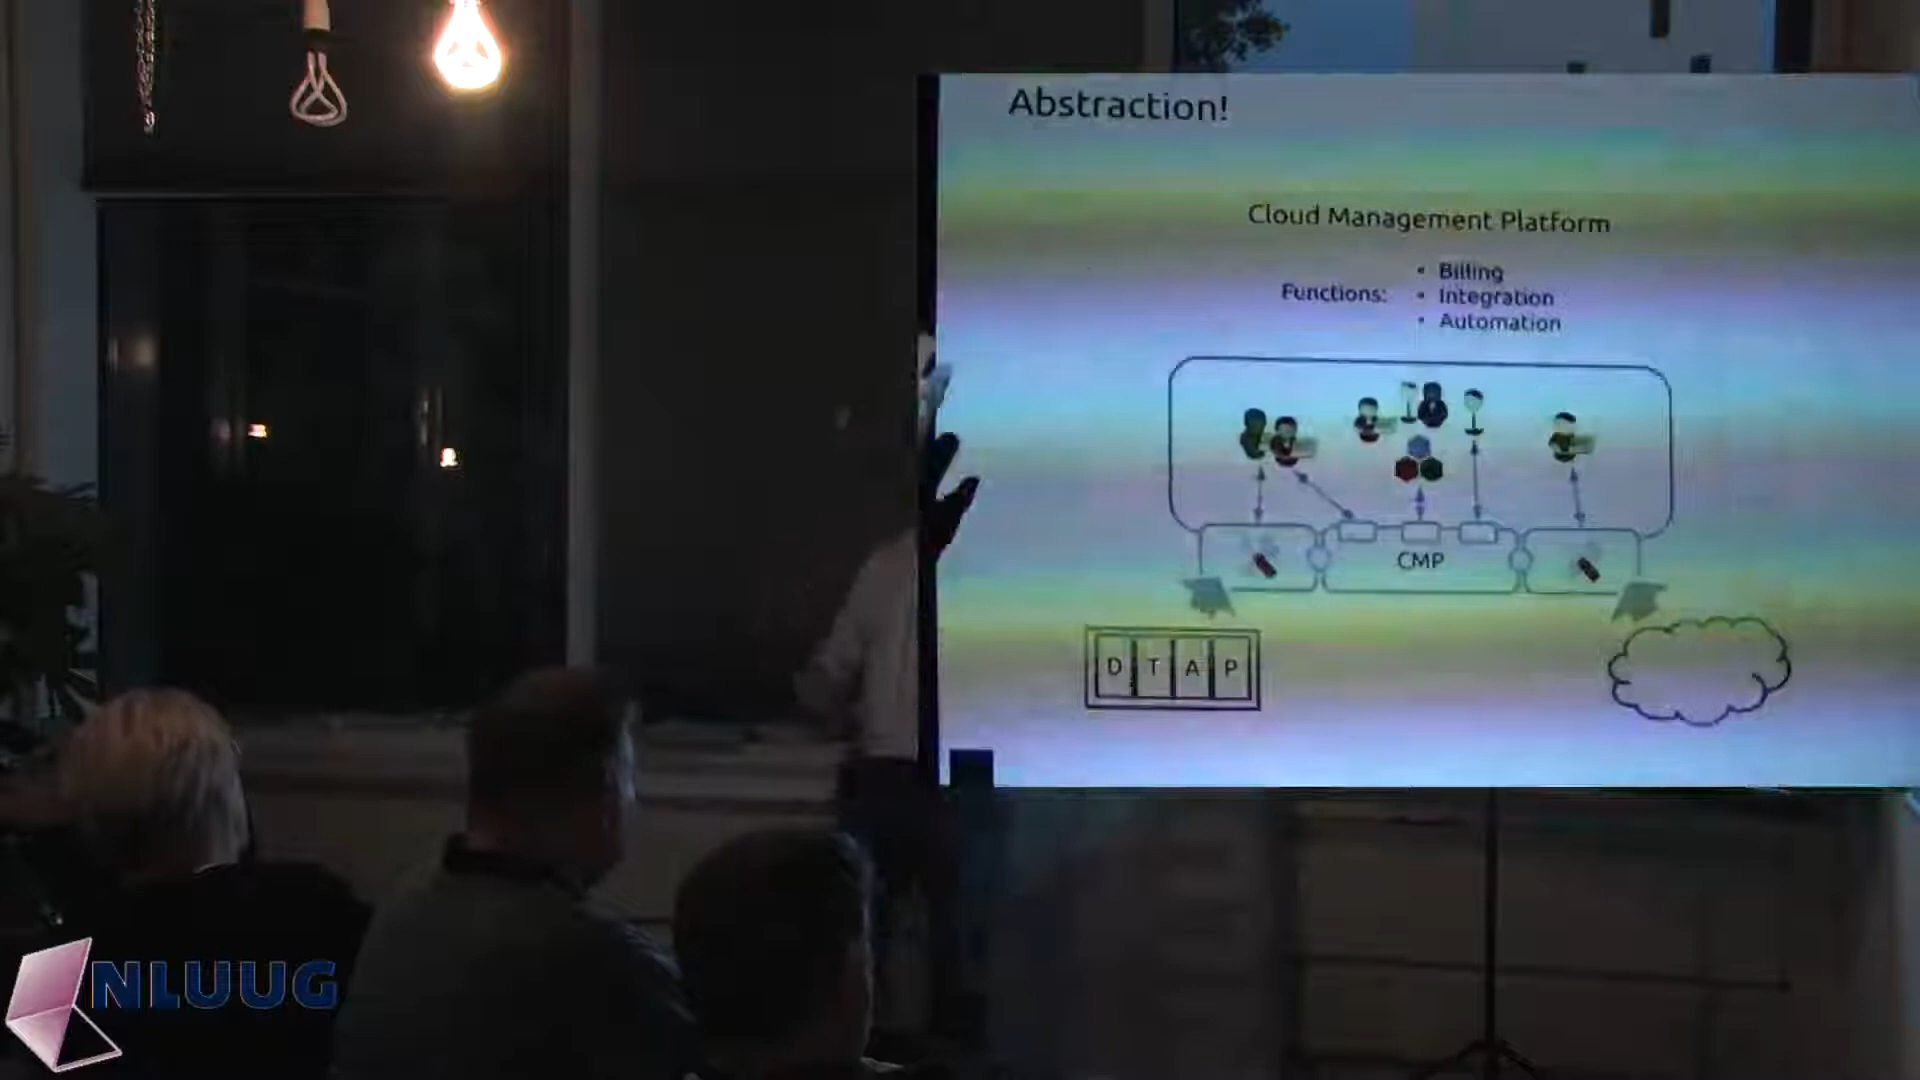 Abstraction!
Cloud Management Platform
Functions:
• Billing
• Integration
• Automation
CMP
D T A P
NLUUG